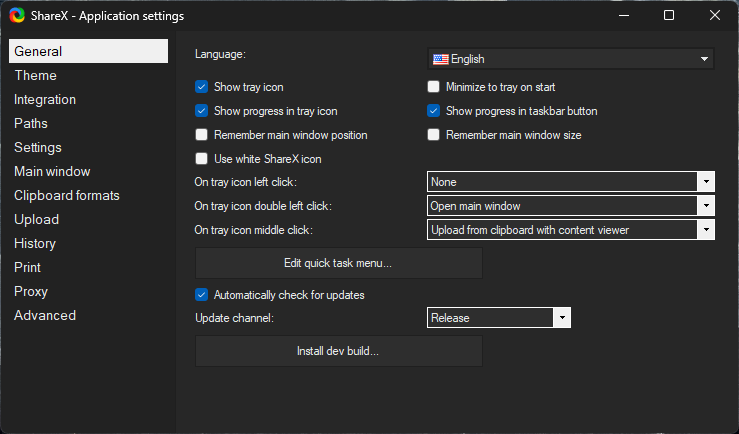 ShareX - Application settings
General
Theme
Integration
Paths
Settings
Main window
Clipboard formats
Upload
History
Print
Proxy
Advanced
Language: English
Show tray icon Minimize to tray on start
Show progress in tray icon Show progress in taskbar button
Remember main window position Remember main window size
Use white ShareX icon
On tray icon left click: None
On tray icon double left click: Open main window
On tray icon middle click: Upload from clipboard with content viewer
Edit quick task menu...
Automatically check for updates
Update channel: Release
Install dev build...